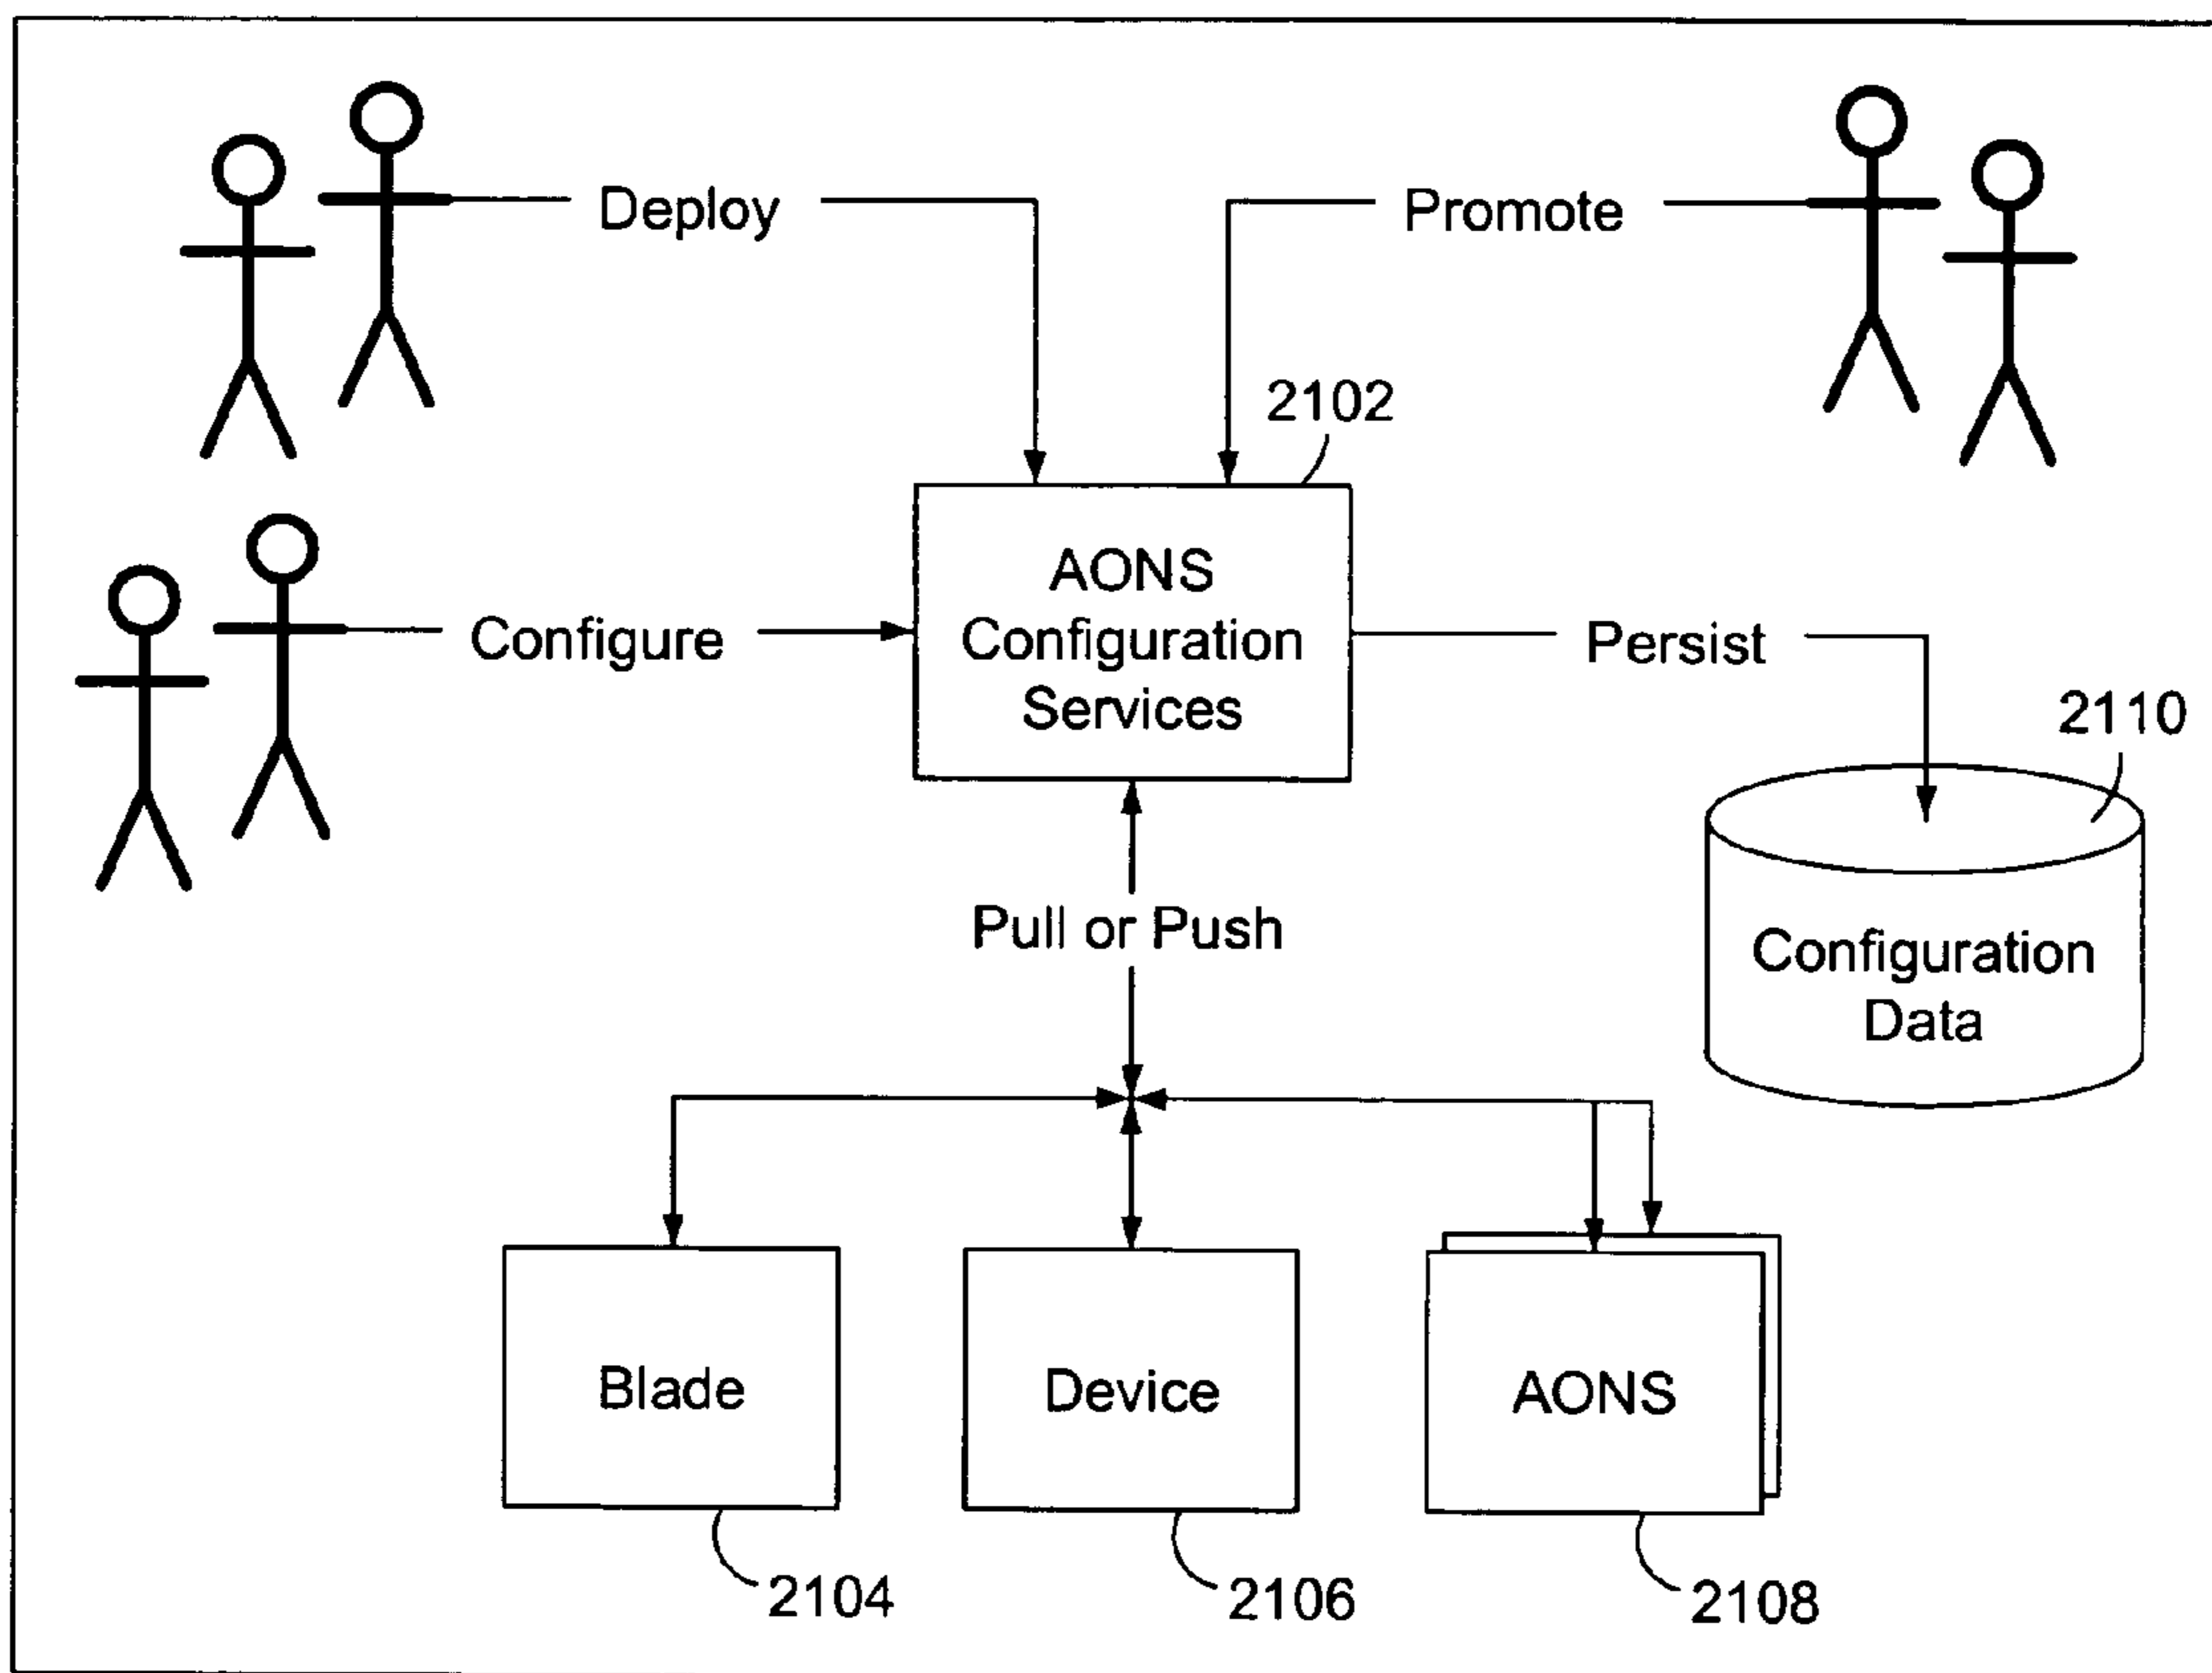 Deploy
Promote
2102
AONS
Configuration
Services
Configure
Persist
2110
Pull or Push
Configuration
Data
Blade
Device
AONS
2104
2106
2108